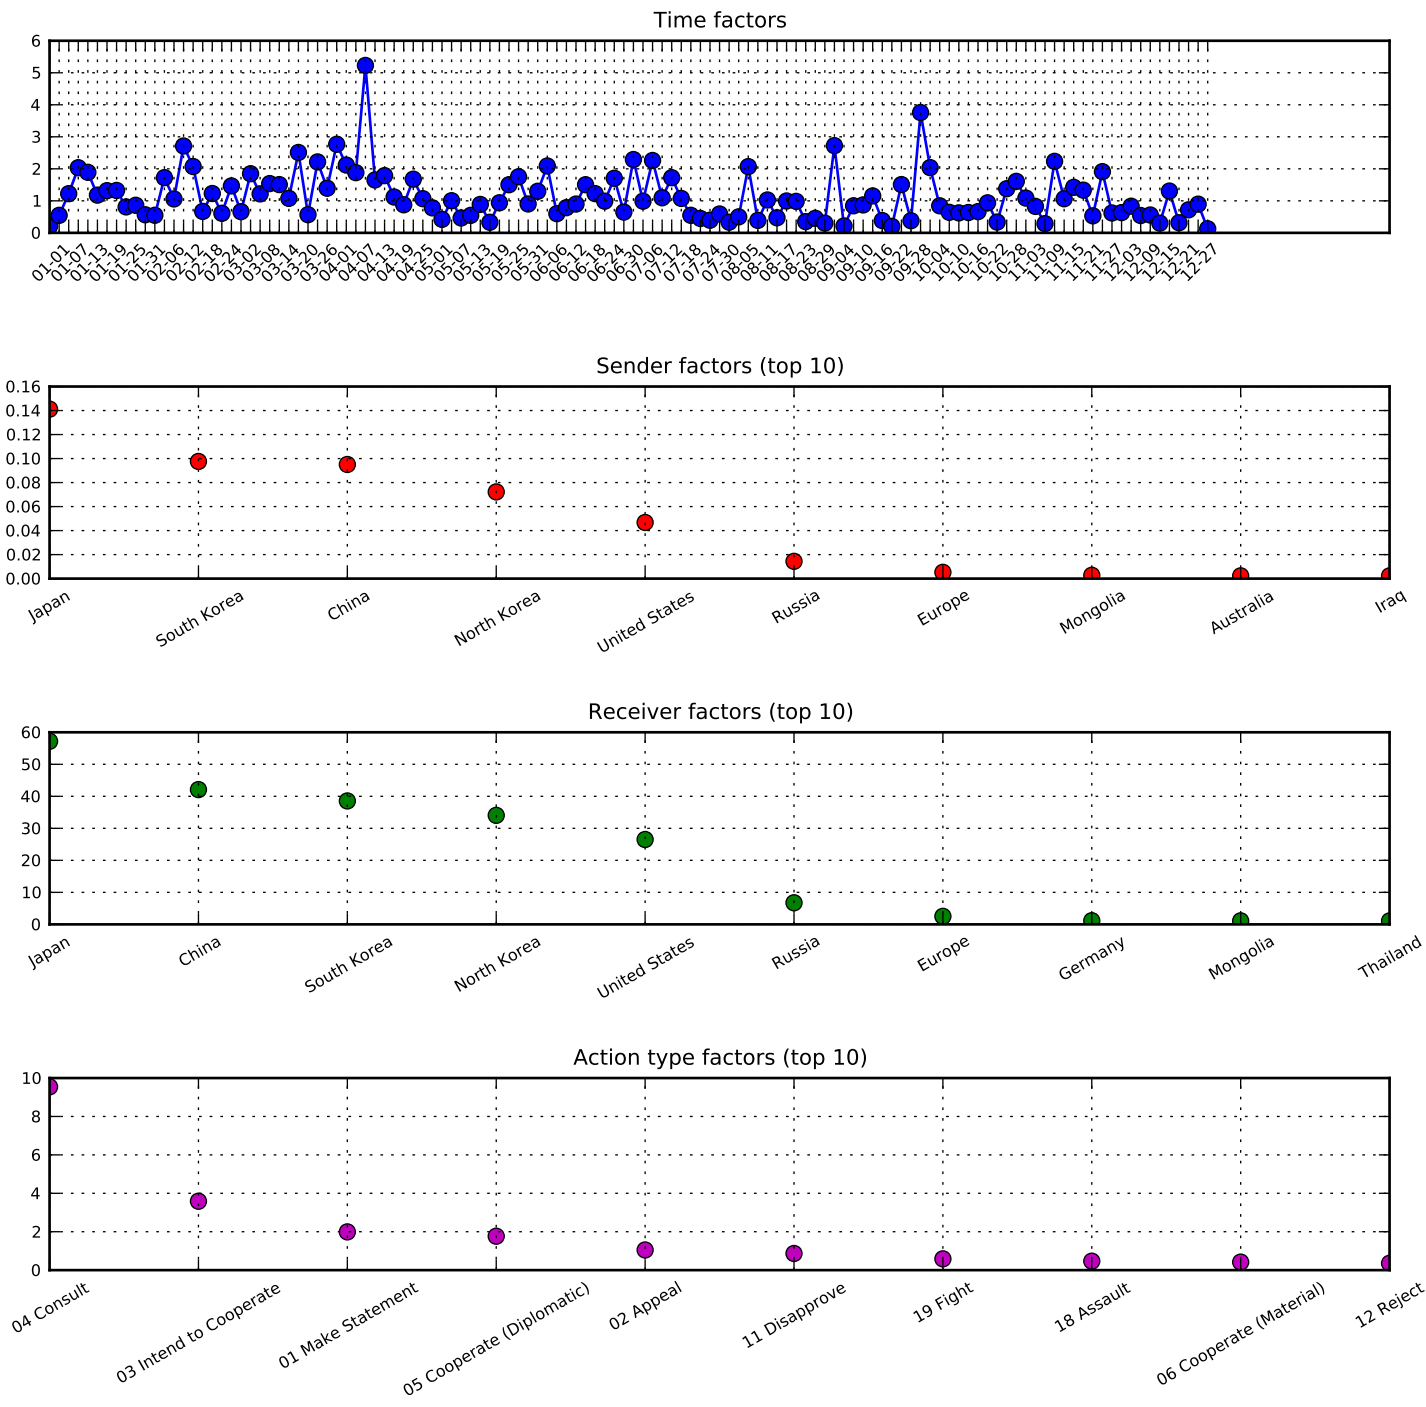 Time factors
6
5
4
3
2
1
0
01-01 01-07 01-13 01-19 01-25 01-31 02-06 02-12 02-18 02-24 03-02 03-08 03-14 03-20 03-26 04-01 04-07 04-13 04-19 04-25 05-01 05-07 05-13 05-19 05-25 05-31 06-06 06-12 06-18 06-24 06-30 07-06 07-12 07-18 07-24 07-30 08-05 08-11 08-17 08-23 08-29 09-04 09-10 09-16 09-22 09-28 10-04 10-10 10-16 10-22 10-28 11-03 11-09 11-15 11-21 11-27 12-03 12-09 12-15 12-21 12-27
Sender factors (top 10)
0.16
0.14
0.12
0.10
0.08
0.06
0.04
0.02
0.00
Japan
South Korea
China
North Korea
United States
Russia
Europe
Mongolia
Australia
Iraq
Receiver factors (top 10)
60
50
40
30
20
10
0
Japan
China
South Korea
North Korea
United States
Russia
Europe
Germany
Mongolia
Thailand
Action type factors (top 10)
10
8
6
4
2
0
04 Consult
03 Intend to Cooperate
01 Make Statement
05 Cooperate (Diplomatic)
02 Appeal
11 Disapprove
19 Fight
18 Assault
06 Cooperate (Material)
12 Reject